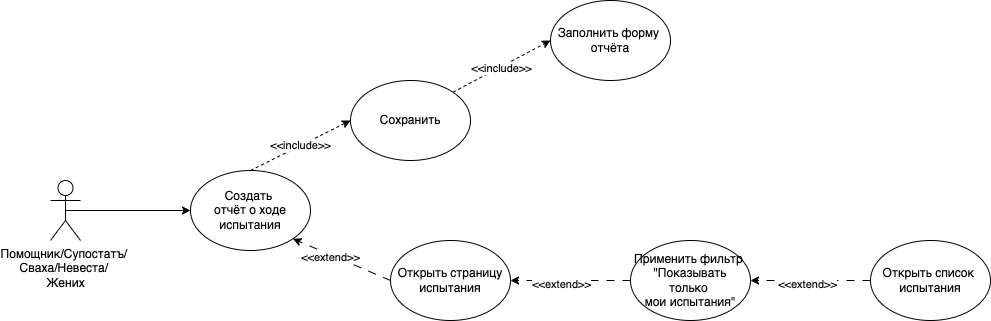 Заполнить форму
отчёта
<<include>>
Сохранить
<<include>>
Создать
отчёт о ходе
испытания
Помощник/Супостатъ/
Сваха/Невеста/
Жених
<<extend>>
Открыть страницу
испытания
<<extend>>
Применить фильтр
"Показывать
только
мои испытания"
<<extend>>
Открыть список
испытания